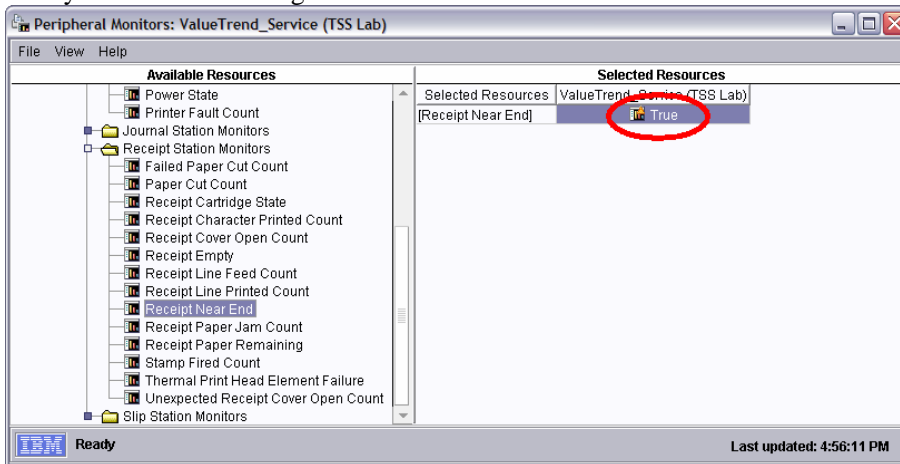 Peripheral Monitors: ValueTrend_Service (TSS Lab)
File View Help
Available Resources
Selected Resources
Power State
Printer Fault Count
Journal Station Monitors
Receipt Station Monitors
Failed Paper Cut Count
Paper Cut Count
Receipt Cartridge State
Receipt Character Printed Count
Receipt Cover Open Count
Receipt Empty
Receipt Line Feed Count
Receipt Line Printed Count
Receipt Near End
Receipt Paper Jam Count
Receipt Paper Remaining
Stamp Fired Count
Thermal Print Head Element Failure
Unexpected Receipt Cover Open Count
Slip Station Monitors
Selected Resources ValueTrend_Service (TSS Lab)
[Receipt Near End] True
IBM Ready Last updated: 4:56:11 PM